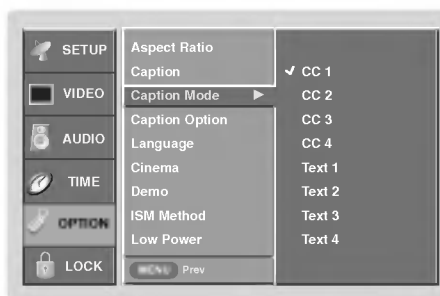 SETUP
VIDEO
AUDIO
TIME
OPTION
LOCK
Aspect Ratio
Caption
Caption Mode
Caption Option
Language
Cinema
Demo
ISM Method
Low Power
MENU Prev
CC 1
CC 2
CC 3
CC 4
Text 1
Text 2
Text 3
Text 4